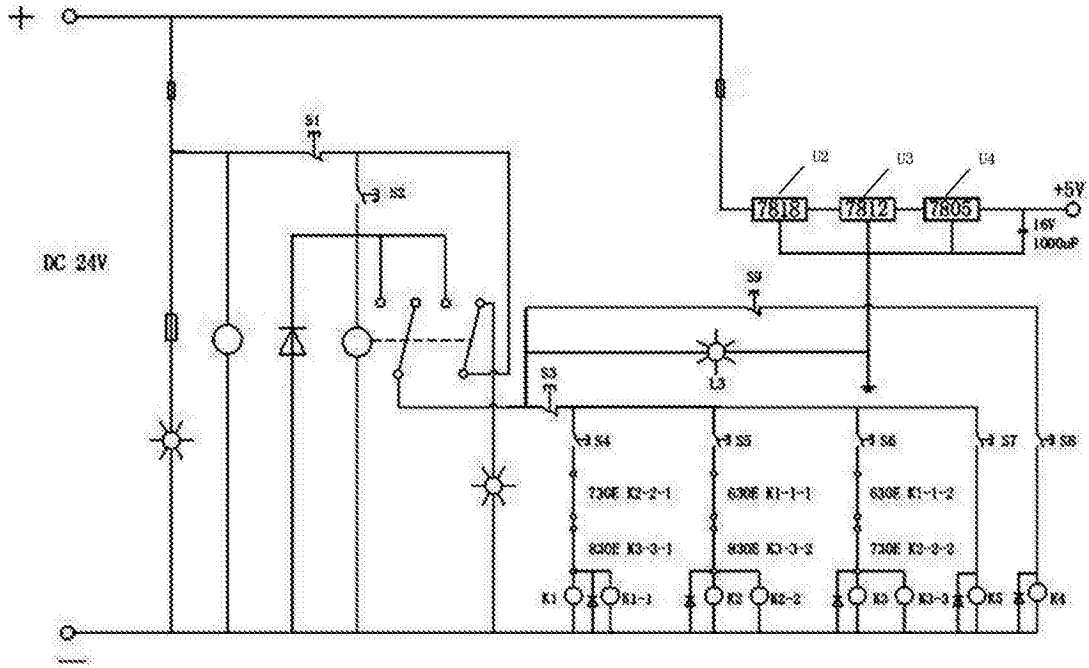 +
S1
U2 U3 U4
7818 7812 7805
+5V
16V
1000uF
S2
DC 24V
S9
L3
S3
S4 S5 S6 S7 S8
730E K2-2-1 630E K1-1-1 630E K1-1-2
830E K3-3-1 830E K3-3-2 730E K2-2-2
K1 K1-1 K2 K2-2 K3 K3-3 K5 K4
—